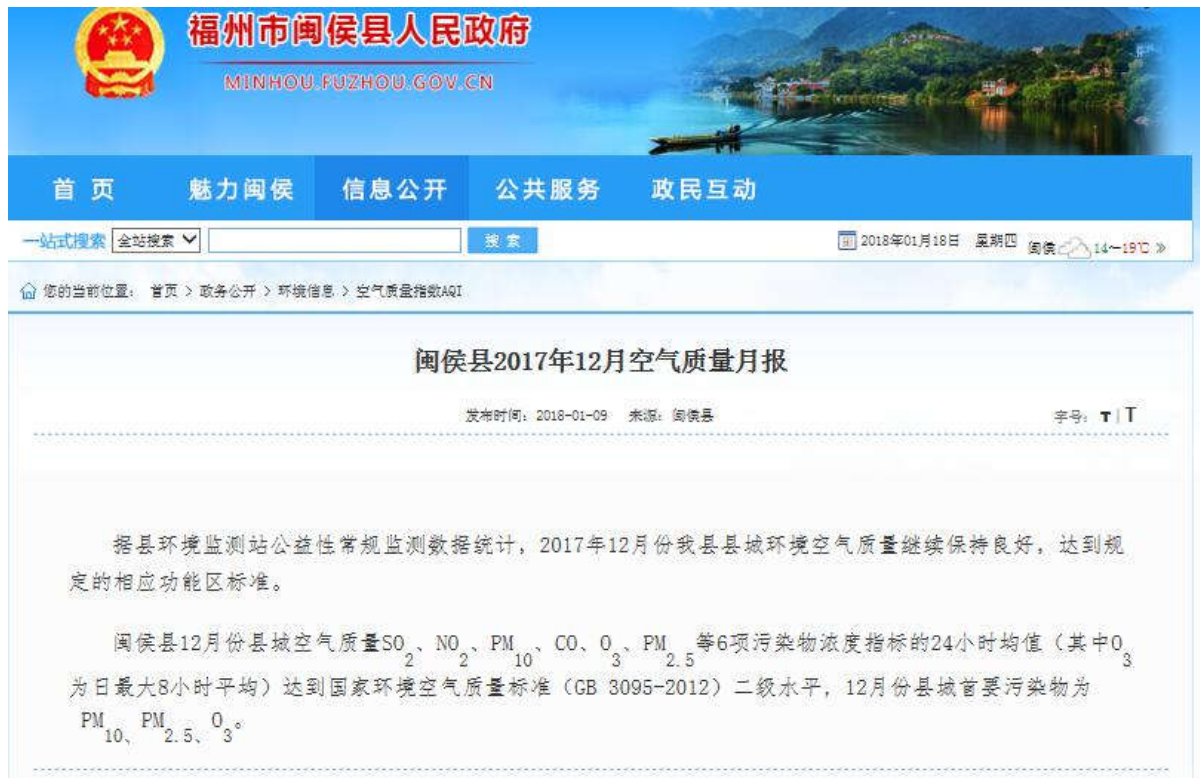 福州市闽侯县人民政府
MINHOU.FUZHOU.GOV.CN
首 页 魅力闽侯 信息公开 公共服务 政民互动
一站式搜索 全站搜索 搜 索 2018年01月18日 星期四 闽侯 14~19℃ »
您的当前位置： 首页 > 政务公开 > 环境信息 > 空气质量指数AQI
闽侯县2017年12月空气质量月报
发布时间：2018-01-09 来源：闽侯县 字号：T | T
据县环境监测站公益性常规监测数据统计，2017年12月份我县县城环境空气质量继续保持良好，达到规
定的相应功能区标准。
闽侯县12月份县城空气质量SO₂、NO₂、PM₁₀、CO、O₃、PM₂.₅等6项污染物浓度指标的24小时均值（其中O₃
为日最大8小时平均）达到国家环境空气质量标准（GB 3095-2012）二级水平，12月份县城首要污染物为
PM₁₀、PM₂.₅、O₃。